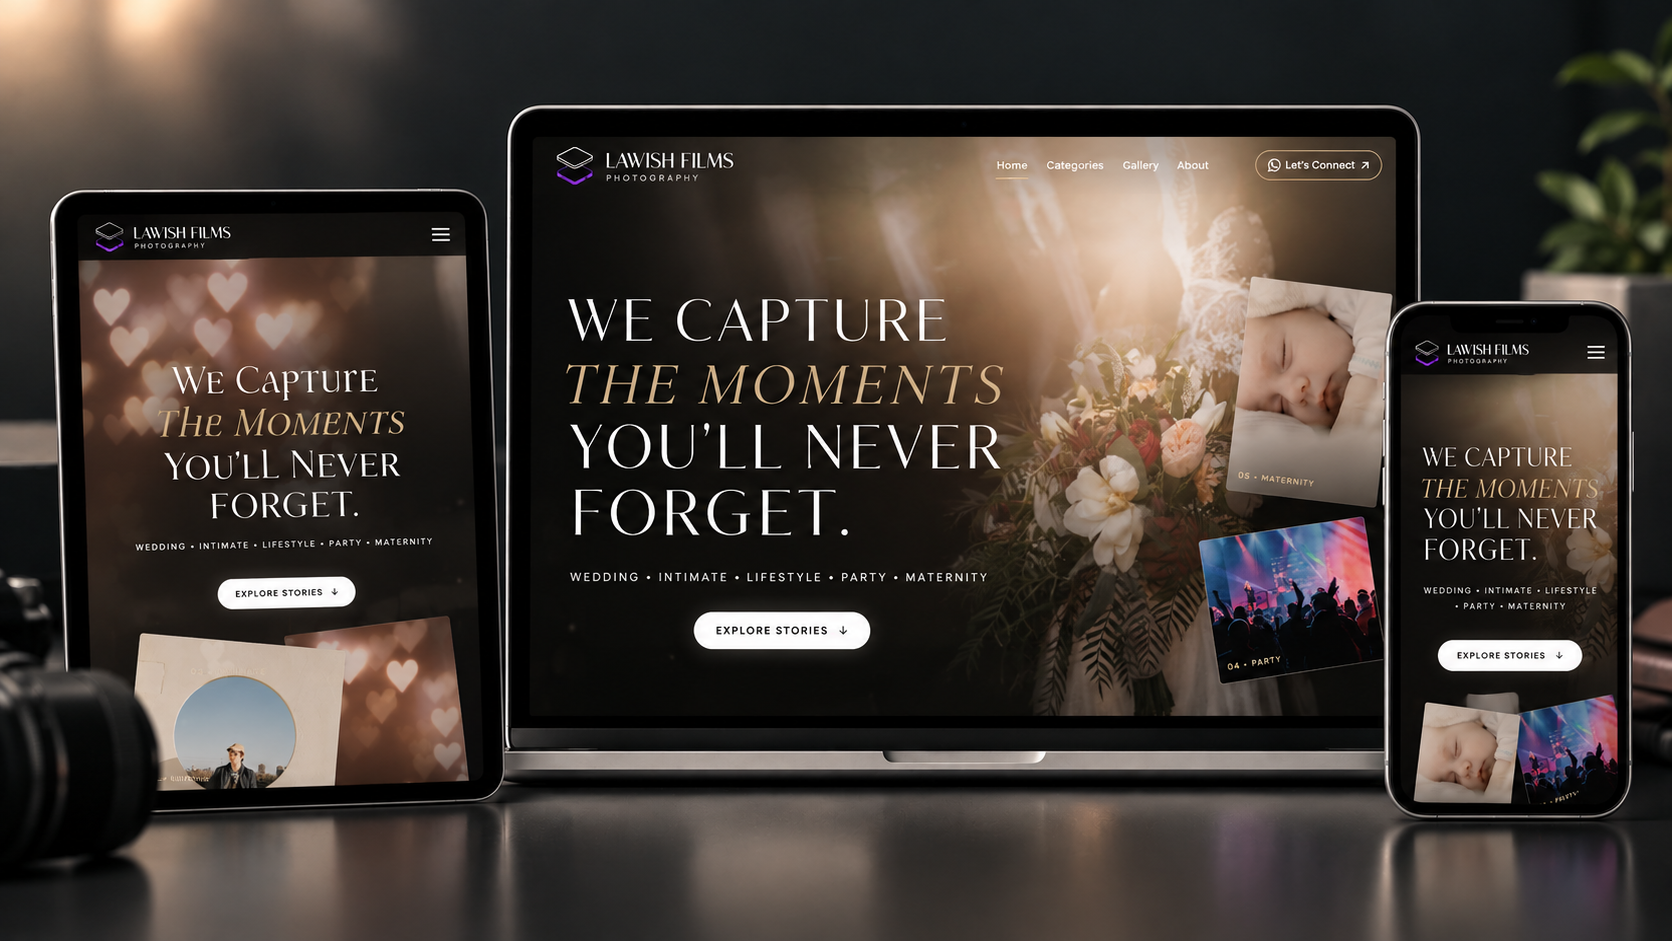 LAWISH FILMS
PHOTOGRAPHY
WE CAPTURE
THE MOMENTS
YOU'LL NEVER
FORGET.
WEDDING • INTIMATE • LIFESTYLE • PARTY • MATERNITY
EXPLORE STORIES ↓
LAWISH FILMS
PHOTOGRAPHY
Home Categories Gallery About Let's Connect ↗
WE CAPTURE
THE MOMENTS
YOU'LL NEVER
FORGET.
WEDDING • INTIMATE • LIFESTYLE • PARTY • MATERNITY
EXPLORE STORIES ↓
05 • MATERNITY
04 • PARTY
LAWISH FILMS
PHOTOGRAPHY
WE CAPTURE
THE MOMENTS
YOU'LL NEVER
FORGET.
WEDDING • INTIMATE • LIFESTYLE
• PARTY • MATERNITY
EXPLORE STORIES ↓